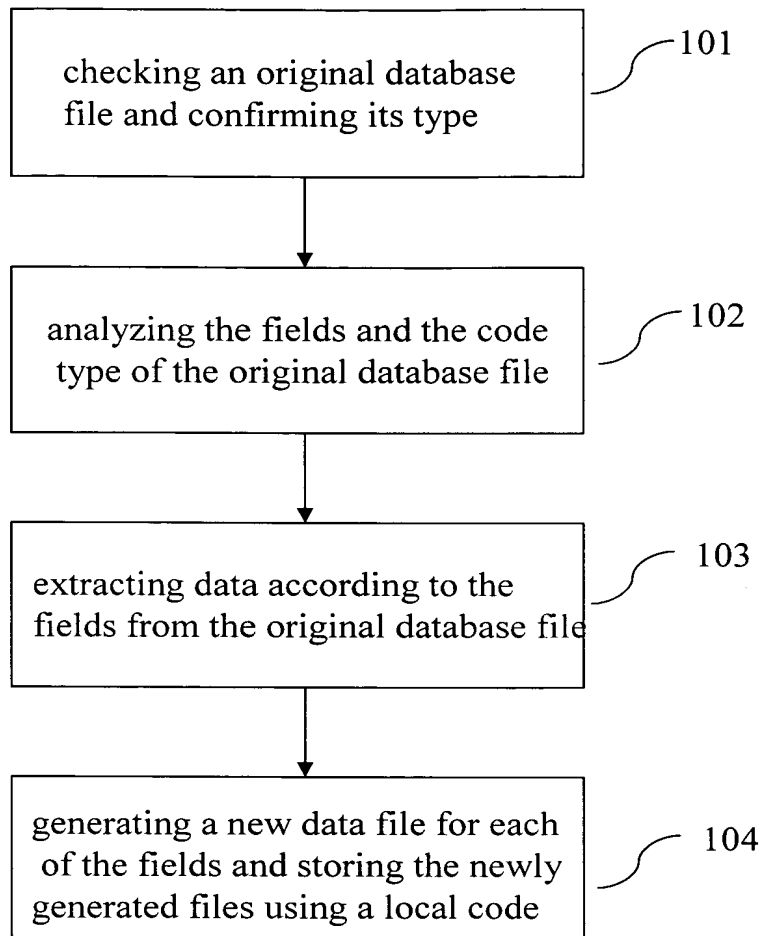 checking an original database
file and confirming its type
101
analyzing the fields and the code
type of the original database file
102
extracting data according to the
fields from the original database file
103
generating a new data file for each
of the fields and storing the newly
generated files using a local code
104